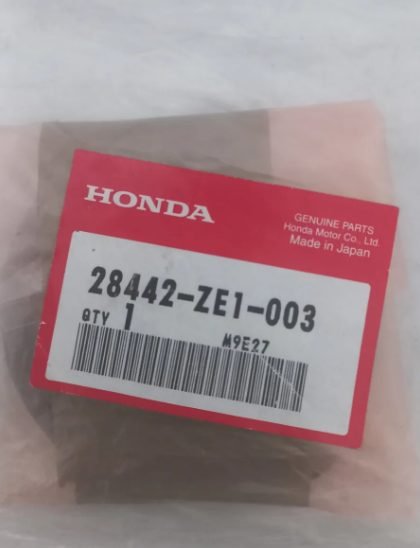 HONDA
GENUINE PARTS
Honda Motor Co., Ltd.
Made in Japan
28442-ZE1-003
QTY 1
M9E27